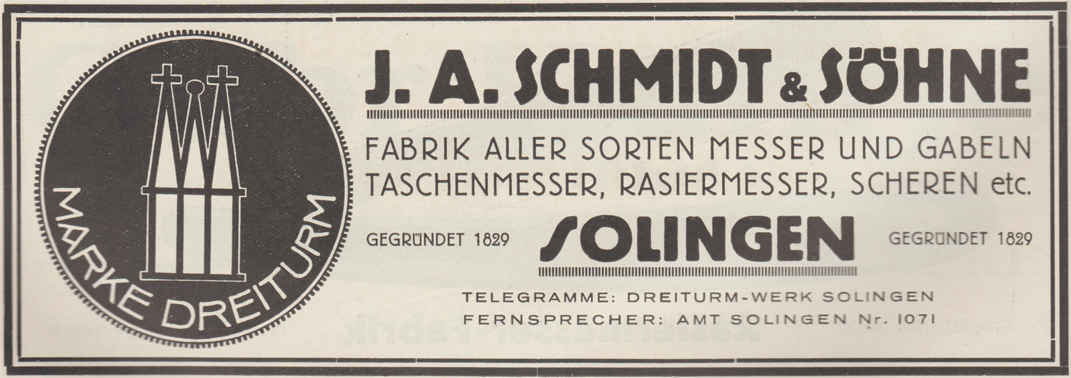 MARKE DREITURM
J. A. SCHMIDT & SÖHNE
FABRIK ALLER SORTEN MESSER UND GABELN
TASCHENMESSER, RASIERMESSER, SCHEREN etc.
GEGRÜNDET 1829 SOLINGEN GEGRÜNDET 1829
TELEGRAMME: DREITURM-WERK SOLINGEN
FERNSPRECHER: AMT SOLINGEN Nr. 1071